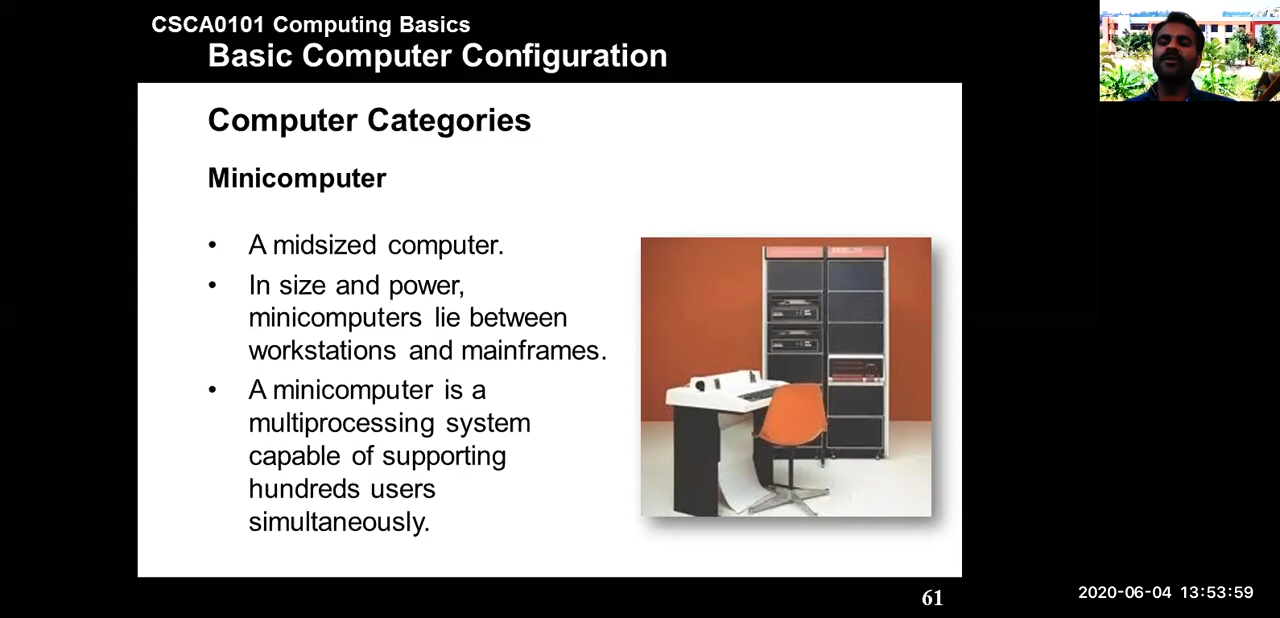 CSCA0101 Computing Basics
Basic Computer Configuration
Computer Categories
Minicomputer
• A midsized computer.
• In size and power,
minicomputers lie between
workstations and mainframes.
• A minicomputer is a
multiprocessing system
capable of supporting
hundreds users
simultaneously.
61
2020-06-04 13:53:59